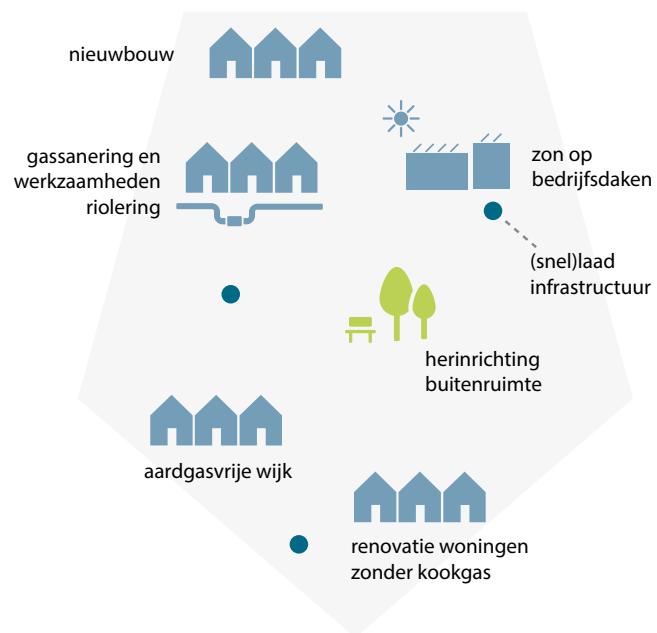 nieuwbouw
gassanering en
werkzaamheden
riolering
zon op
bedrijfsdaken
(snel)laad
infrastructuur
herinrichting
buitenruimte
aardgasvrije wijk
renovatie woningen
zonder kookgas